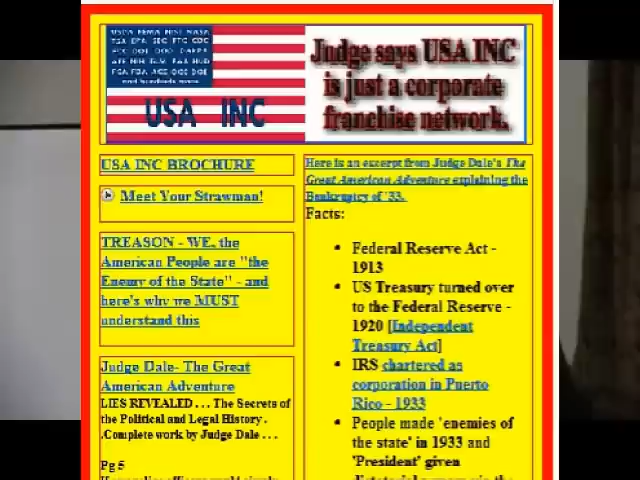 USDA FEMA
Judge says USA INC
is just a corporate
franchise network.
USA INC
USA INC BROCHURE
Meet Your Strawman!
TREASON - WE, the
American People are "the
Enemy of the State" - and
here's why we MUST
understand this
Judge Dale- The Great
American Adventure
LIES REVEALED . . . The Secrets of
the Political and Legal History .
.Complete work by Judge Dale . . .
Pg 5
Here is an excerpt from Judge Dale's The
Great American Adventure explaining the
Bankruptcy of '33.
Facts:
• Federal Reserve Act -
1913
• US Treasury turned over
to the Federal Reserve -
1920 [Independent
Treasury Act]
• IRS chartered as
corporation in Puerto
Rico - 1933
• People made 'enemies of
the state' in 1933 and
'President' given